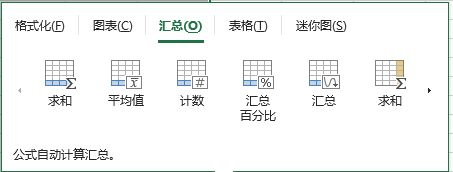 格式化(F) 图表(C) 汇总(O) 表格(T) 迷你图(S)
求和 平均值 计数 汇总 汇总 求和
百分比
公式自动计算汇总。